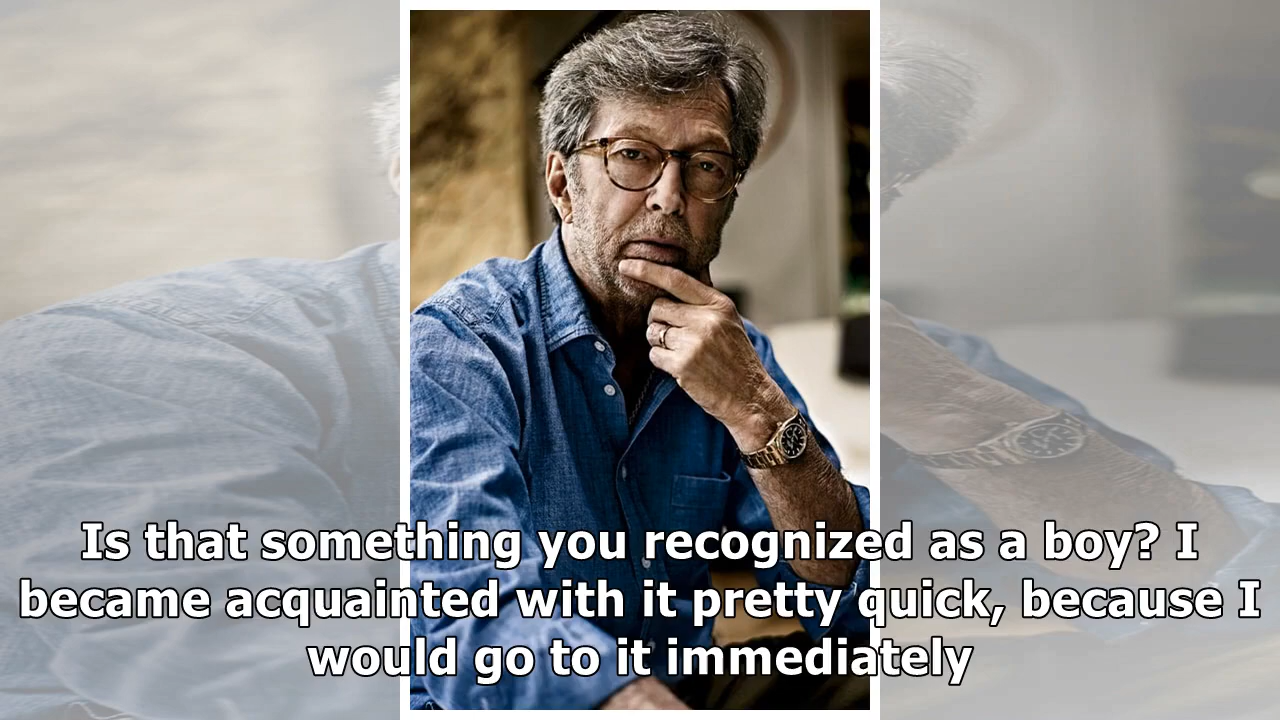 Is that something you recognized as a boy? I
became acquainted with it pretty quick, because I
would go to it immediately